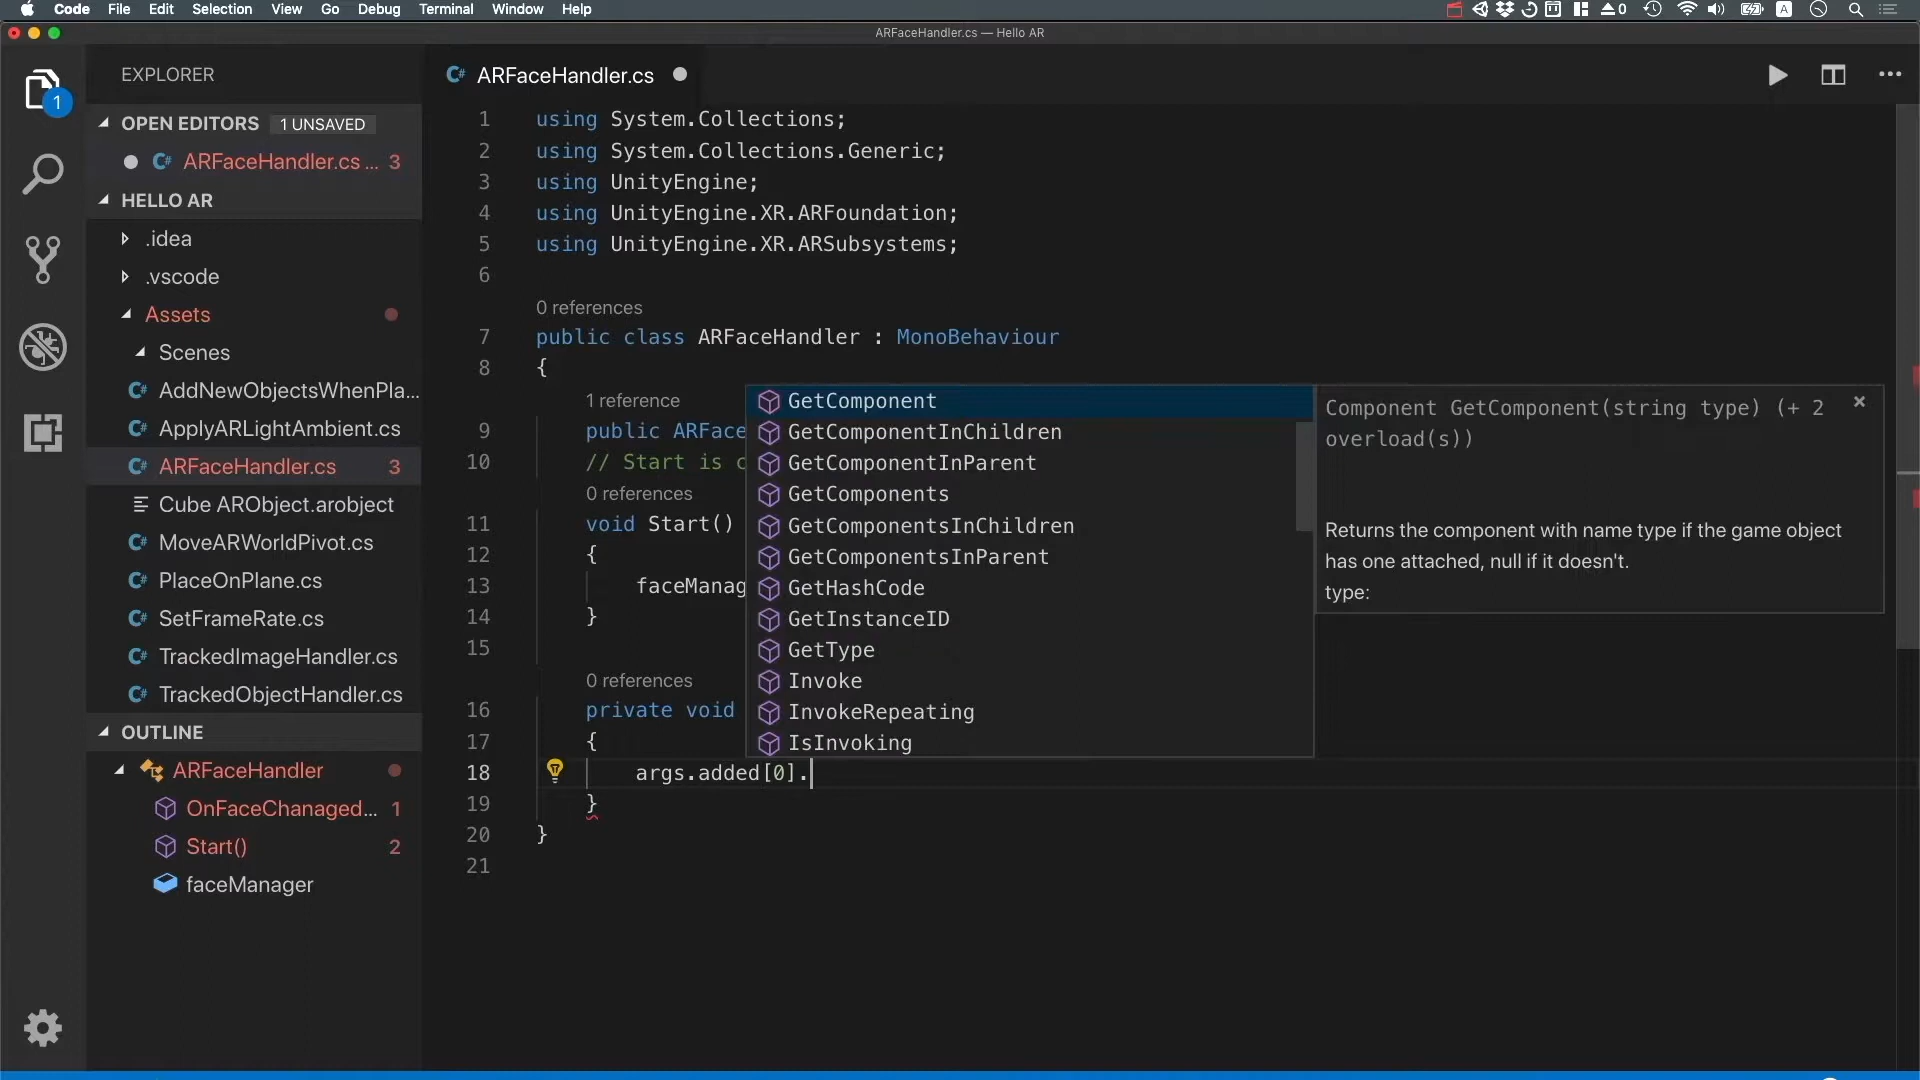 Code File Edit Selection View Go Debug Terminal Window Help
0
A
ARFaceHandler.cs — Hello AR
EXPLORER
1
OPEN EDITORS 1 UNSAVED
ARFaceHandler.cs ... 3
HELLO AR
.idea
.vscode
Assets
Scenes
AddNewObjectsWhenPla...
ApplyARLightAmbient.cs
ARFaceHandler.cs 3
Cube ARObject.arobject
MoveARWorldPivot.cs
PlaceOnPlane.cs
SetFrameRate.cs
TrackedImageHandler.cs
TrackedObjectHandler.cs
OUTLINE
ARFaceHandler
OnFaceChanaged... 1
Start() 2
faceManager
ARFaceHandler.cs
1 using System.Collections;
2 using System.Collections.Generic;
3 using UnityEngine;
4 using UnityEngine.XR.ARFoundation;
5 using UnityEngine.XR.ARSubsystems;
6
0 references
7 public class ARFaceHandler : MonoBehaviour
8 {
1 reference
9 public ARFace
10 // Start is c
0 references
11 void Start()
12 {
13 faceManag
14 }
15
0 references
16 private void
17 {
18 args.added[0].
19 }
20 }
21
GetComponent
GetComponentInChildren
GetComponentInParent
GetComponents
GetComponentsInChildren
GetComponentsInParent
GetHashCode
GetInstanceID
GetType
Invoke
InvokeRepeating
IsInvoking
Component GetComponent(string type) (+ 2
overload(s))
Returns the component with name type if the game object
has one attached, null if it doesn't.
type: